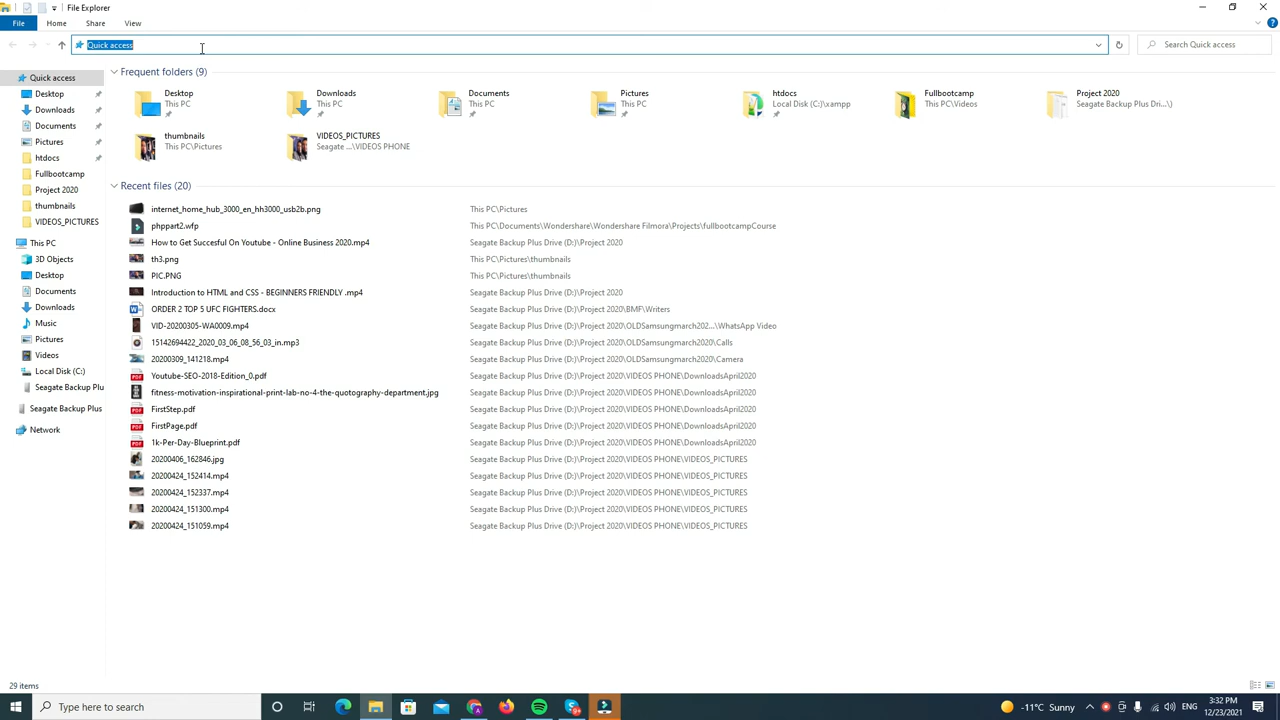 File Explorer
File Home Share View
Quick access
Search Quick access
Quick access
Desktop
Downloads
Documents
Pictures
htdocs
Fullbootcamp
Project 2020
thumbnails
VIDEOS_PICTURES
This PC
3D Objects
Desktop
Documents
Downloads
Music
Pictures
Videos
Local Disk (C:)
Seagate Backup Plu
Seagate Backup Plus
Network
Frequent folders (9)
Desktop
This PC
Downloads
This PC
Documents
This PC
Pictures
This PC
htdocs
Local Disk (C:)\xampp
Fullbootcamp
This PC\Videos
Project 2020
Seagate Backup Plus Dri...\)
thumbnails
This PC\Pictures
VIDEOS_PICTURES
Seagate ...\VIDEOS PHONE
Recent files (20)
internet_home_hub_3000_en_hh3000_usb2b.png This PC\Pictures
phppart2.wfp This PC\Documents\Wondershare\Wondershare Filmora\Projects\fullbootcampCourse
How to Get Succesful On Youtube - Online Business 2020.mp4 Seagate Backup Plus Drive (D:)\Project 2020
th3.png This PC\Pictures\thumbnails
PIC.PNG This PC\Pictures\thumbnails
Introduction to HTML and CSS - BEGINNERS FRIENDLY .mp4 Seagate Backup Plus Drive (D:)\Project 2020
ORDER 2 TOP 5 UFC FIGHTERS.docx Seagate Backup Plus Drive (D:)\Project 2020\BMF\Writers
VID-20200305-WA0009.mp4 Seagate Backup Plus Drive (D:)\Project 2020\OLDSamsungmarch202...\WhatsApp Video
15142694422_2020_03_06_08_56_03_in.mp3 Seagate Backup Plus Drive (D:)\Project 2020\OLDSamsungmarch2020\Calls
20200309_141218.mp4 Seagate Backup Plus Drive (D:)\Project 2020\OLDSamsungmarch2020\Camera
Youtube-SEO-2018-Edition_0.pdf Seagate Backup Plus Drive (D:)\Project 2020\VIDEOS PHONE\DownloadsApril2020
fitness-motivation-inspirational-print-lab-no-4-the-quotography-department.jpg Seagate Backup Plus Drive (D:)\Project 2020\VIDEOS PHONE\DownloadsApril2020
FirstStep.pdf Seagate Backup Plus Drive (D:)\Project 2020\VIDEOS PHONE\DownloadsApril2020
FirstPage.pdf Seagate Backup Plus Drive (D:)\Project 2020\VIDEOS PHONE\DownloadsApril2020
1k-Per-Day-Blueprint.pdf Seagate Backup Plus Drive (D:)\Project 2020\VIDEOS PHONE\DownloadsApril2020
20200406_162846.jpg Seagate Backup Plus Drive (D:)\Project 2020\VIDEOS PHONE\VIDEOS_PICTURES
20200424_152414.mp4 Seagate Backup Plus Drive (D:)\Project 2020\VIDEOS PHONE\VIDEOS_PICTURES
20200424_152337.mp4 Seagate Backup Plus Drive (D:)\Project 2020\VIDEOS PHONE\VIDEOS_PICTURES
20200424_151300.mp4 Seagate Backup Plus Drive (D:)\Project 2020\VIDEOS PHONE\VIDEOS_PICTURES
20200424_151059.mp4 Seagate Backup Plus Drive (D:)\Project 2020\VIDEOS PHONE\VIDEOS_PICTURES
29 items
Type here to search
-11°C Sunny
ENG
3:32 PM
12/23/2021